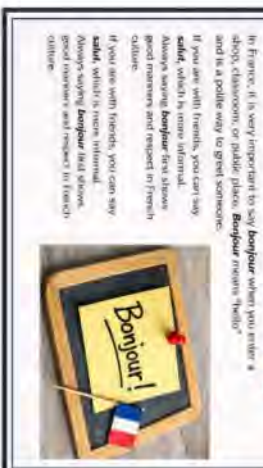 In France, it is very important to say bonjour when you enter a
shop, classroom, or public place. Bonjour means "hello"
and is a polite way to greet someone.
If you are with friends, you can say
salut, which is more informal.
Always saying bonjour first shows
good manners and respect in French
culture.
If you are with friends, you can say
salut, which is more informal.
Always saying bonjour first shows
good manners and respect in French
culture.
Bonjour!